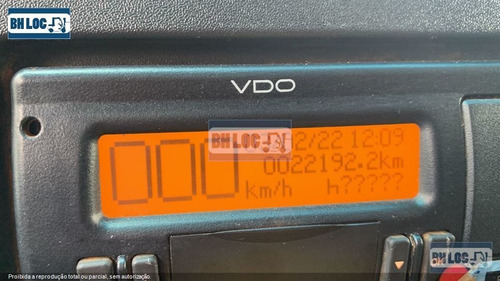 BH LOC
VDO
BH LOC
2/22 12:09
000
0022192.2km
km/h h?????
BH LOC
Proibida a reprodução total ou parcial, sem autorização.